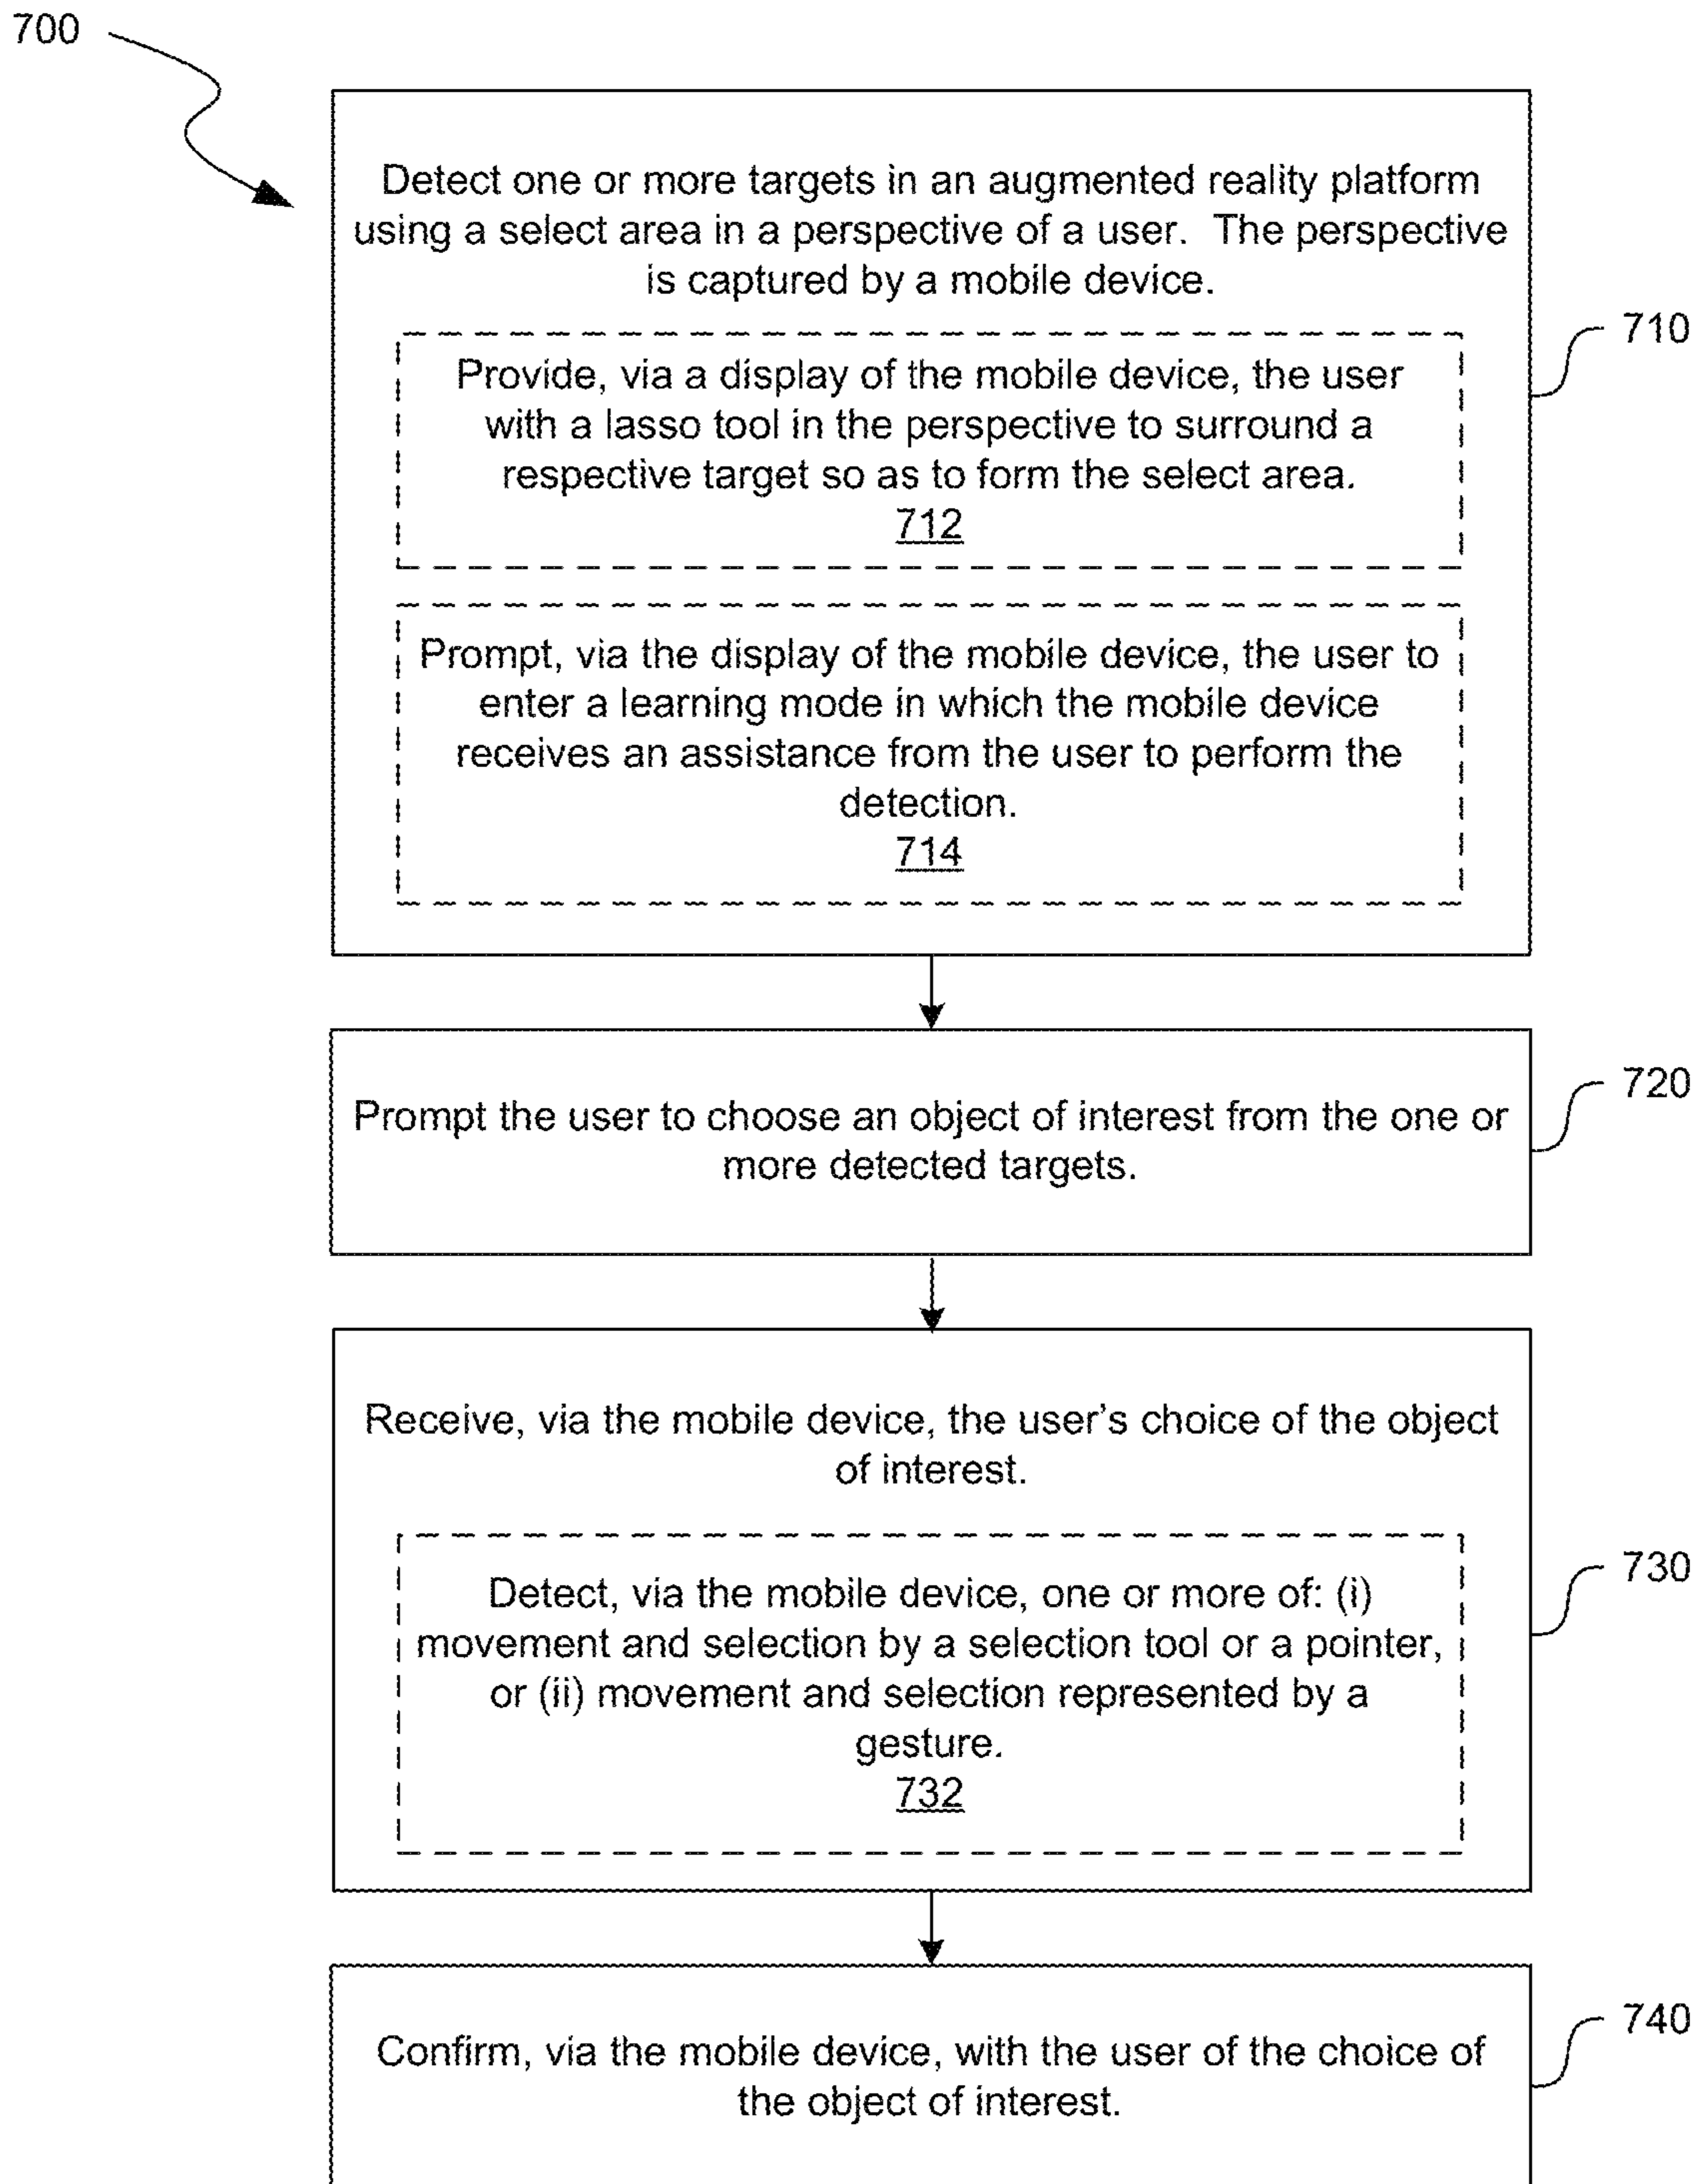 700
Detect one or more targets in an augmented reality platform
using a select area in a perspective of a user.  The perspective
is captured by a mobile device.
710
Provide, via a display of the mobile device, the user
with a lasso tool in the perspective to surround a
respective target so as to form the select area.
712
Prompt, via the display of the mobile device, the user to
enter a learning mode in which the mobile device
receives an assistance from the user to perform the
detection.
714
720
Prompt the user to choose an object of interest from the one or
more detected targets.
Receive, via the mobile device, the user's choice of the object
of interest.
730
Detect, via the mobile device, one or more of: (i)
movement and selection by a selection tool or a pointer,
or (ii) movement and selection represented by a
gesture.
732
740
Confirm, via the mobile device, with the user of the choice of
the object of interest.